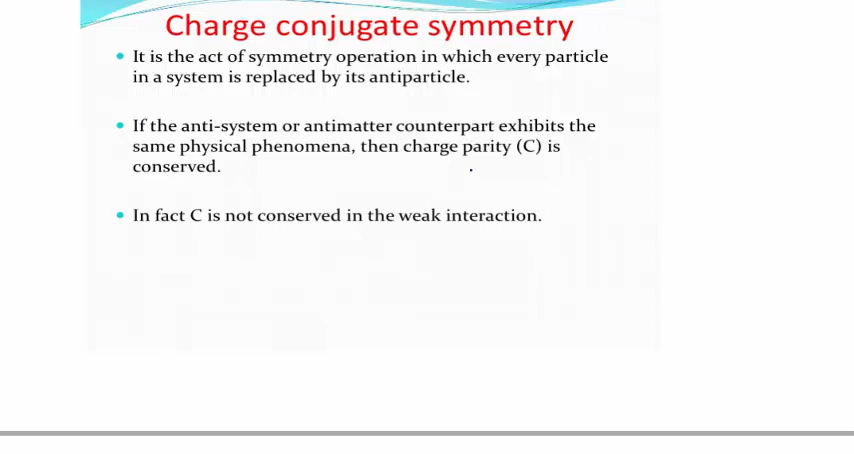 Charge conjugate symmetry
• It is the act of symmetry operation in which every particle
in a system is replaced by its antiparticle.
• If the anti-system or antimatter counterpart exhibits the
same physical phenomena, then charge parity (C) is
conserved.
• In fact C is not conserved in the weak interaction.